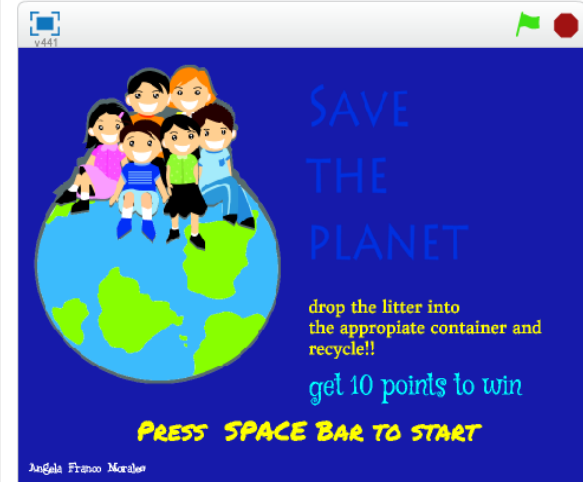 v441
Save
the
planet
drop the litter into
the appropiate container and
recycle!!
get 10 points to win
Press SPACE Bar to start
Angela Franco Morales